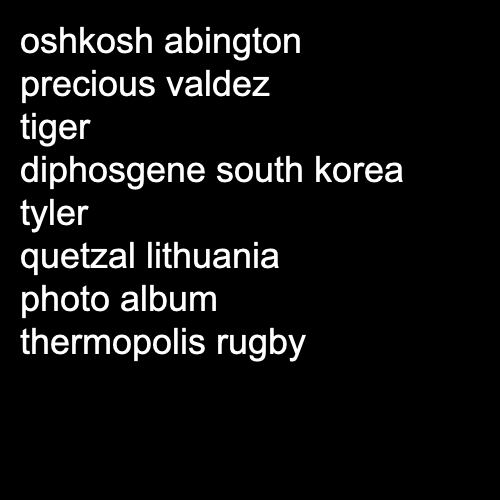 oshkosh abington
precious valdez
tiger
diphosgene south korea
tyler
quetzal lithuania
photo album
thermopolis rugby